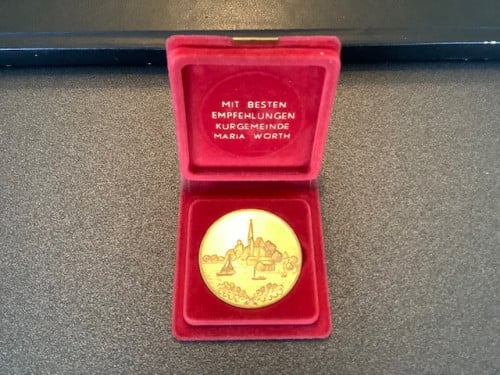 MIT BESTEN
EMPFEHLUNGEN
KURGEMEINDE
MARIA WÖRTH